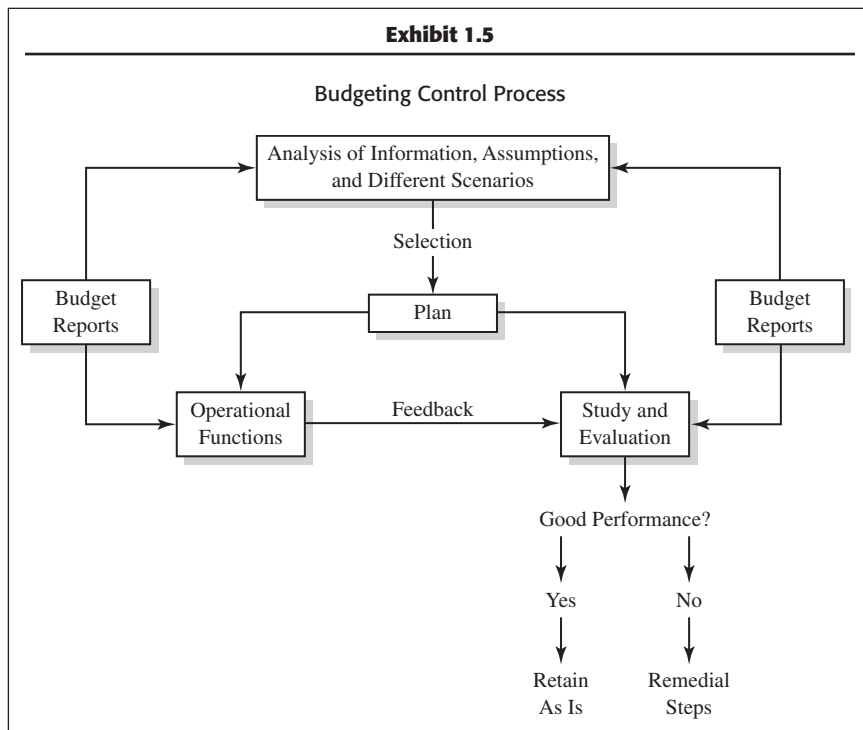 Exhibit 1.5
Budgeting Control Process
Analysis of Information, Assumptions,
and Different Scenarios
Selection
Budget
Reports
Plan
Budget
Reports
Operational
Functions
Feedback
Study and
Evaluation
Good Performance?
Yes
No
Retain
As Is
Remedial
Steps